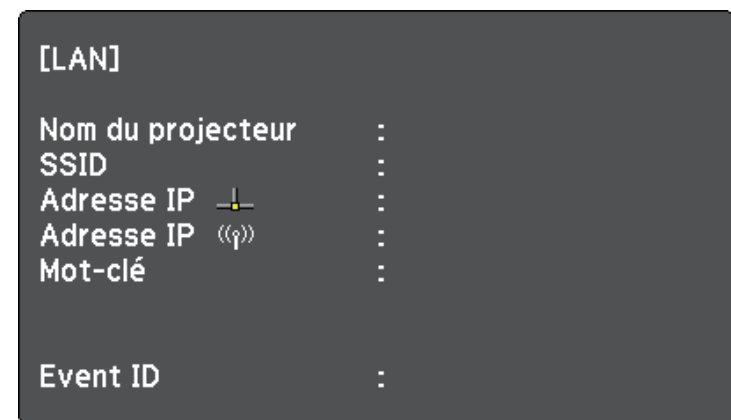 [LAN]
Nom du projecteur :
SSID :
Adresse IP :
Adresse IP :
Mot-clé :
Event ID :